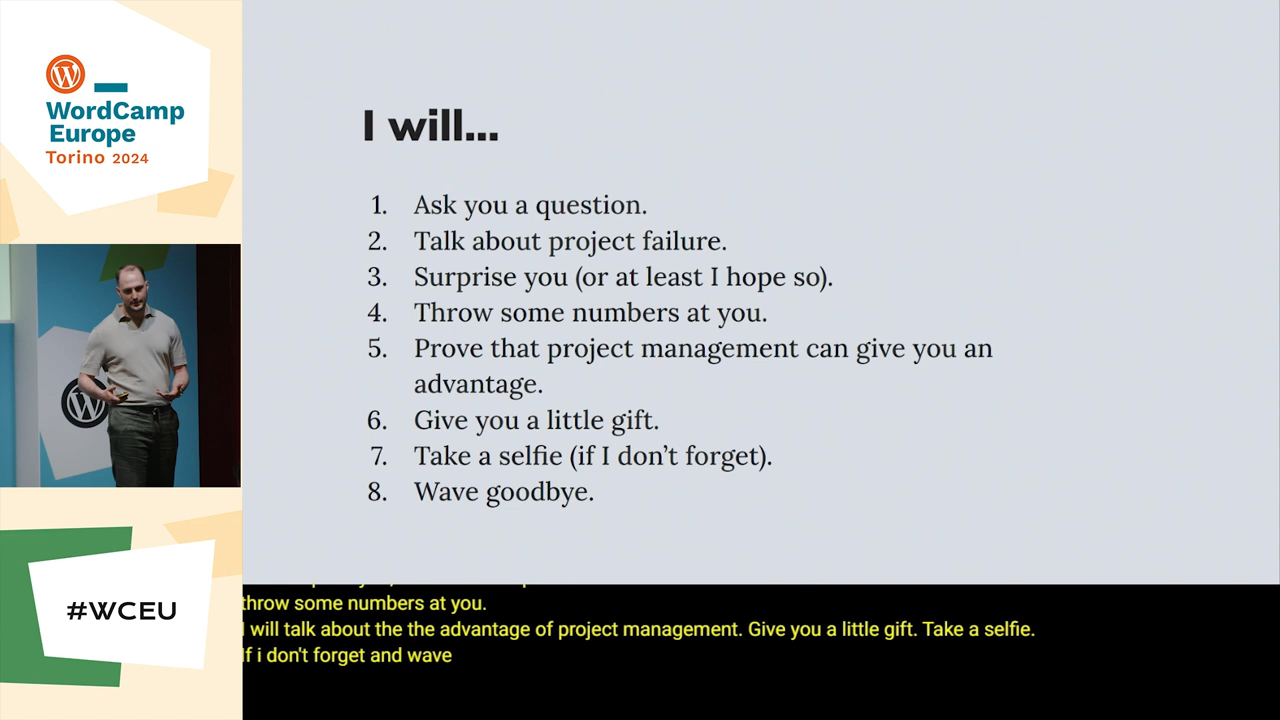 WordCamp
Europe
Torino 2024
I will...
1. Ask you a question.
2. Talk about project failure.
3. Surprise you (or at least I hope so).
4. Throw some numbers at you.
5. Prove that project management can give you an
advantage.
6. Give you a little gift.
7. Take a selfie (if I don’t forget).
8. Wave goodbye.
throw some numbers at you.
I will talk about the the advantage of project management. Give you a little gift. Take a selfie.
If i don't forget and wave
#WCEU